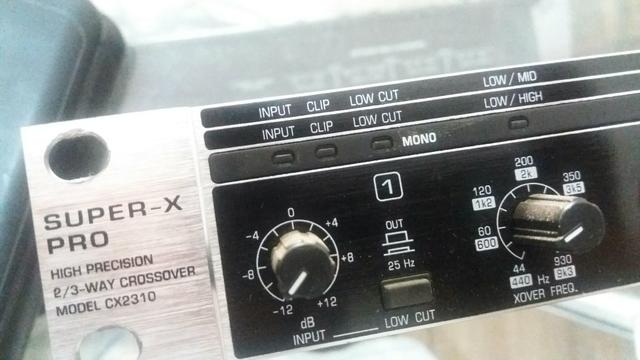 SUPER-X
PRO
HIGH PRECISION
2/3-WAY CROSSOVER
MODEL CX2310
INPUT CLIP LOW CUT LOW / MID
INPUT CLIP LOW CUT LOW / HIGH
MONO
1
0
-4 +4
-8 +8
-12 +12
dB
INPUT
OUT
25 Hz
LOW CUT
200
2k
120 350
1k2 3k5
60
600
44 930
440 Hz 9k3
XOVER FREQ.